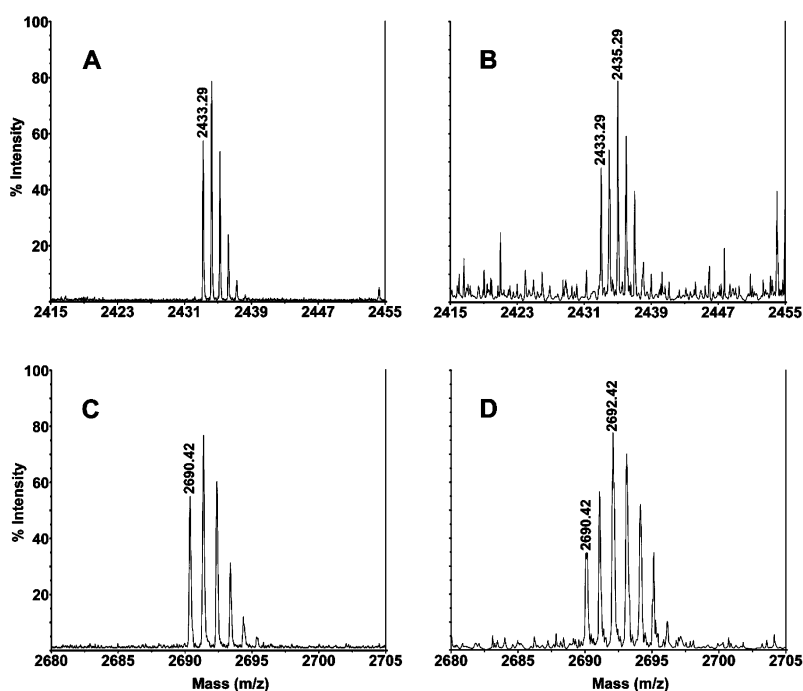 100
80
60
40
20
% Intensity
A
2433.29
2415 2423 2431 2439 2447 2455
B
2433.29
2435.29
2415 2423 2431 2439 2447 2455
100
80
60
40
20
% Intensity
C
2690.42
2680 2685 2690 2695 2700 2705
Mass (m/z)
D
2690.42
2692.42
2680 2685 2690 2695 2700 2705
Mass (m/z)